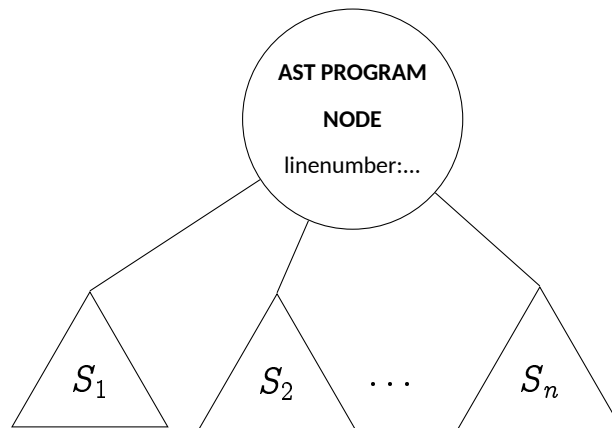 AST PROGRAM
NODE
linenumber:...
S₁ S₂ ... Sₙ